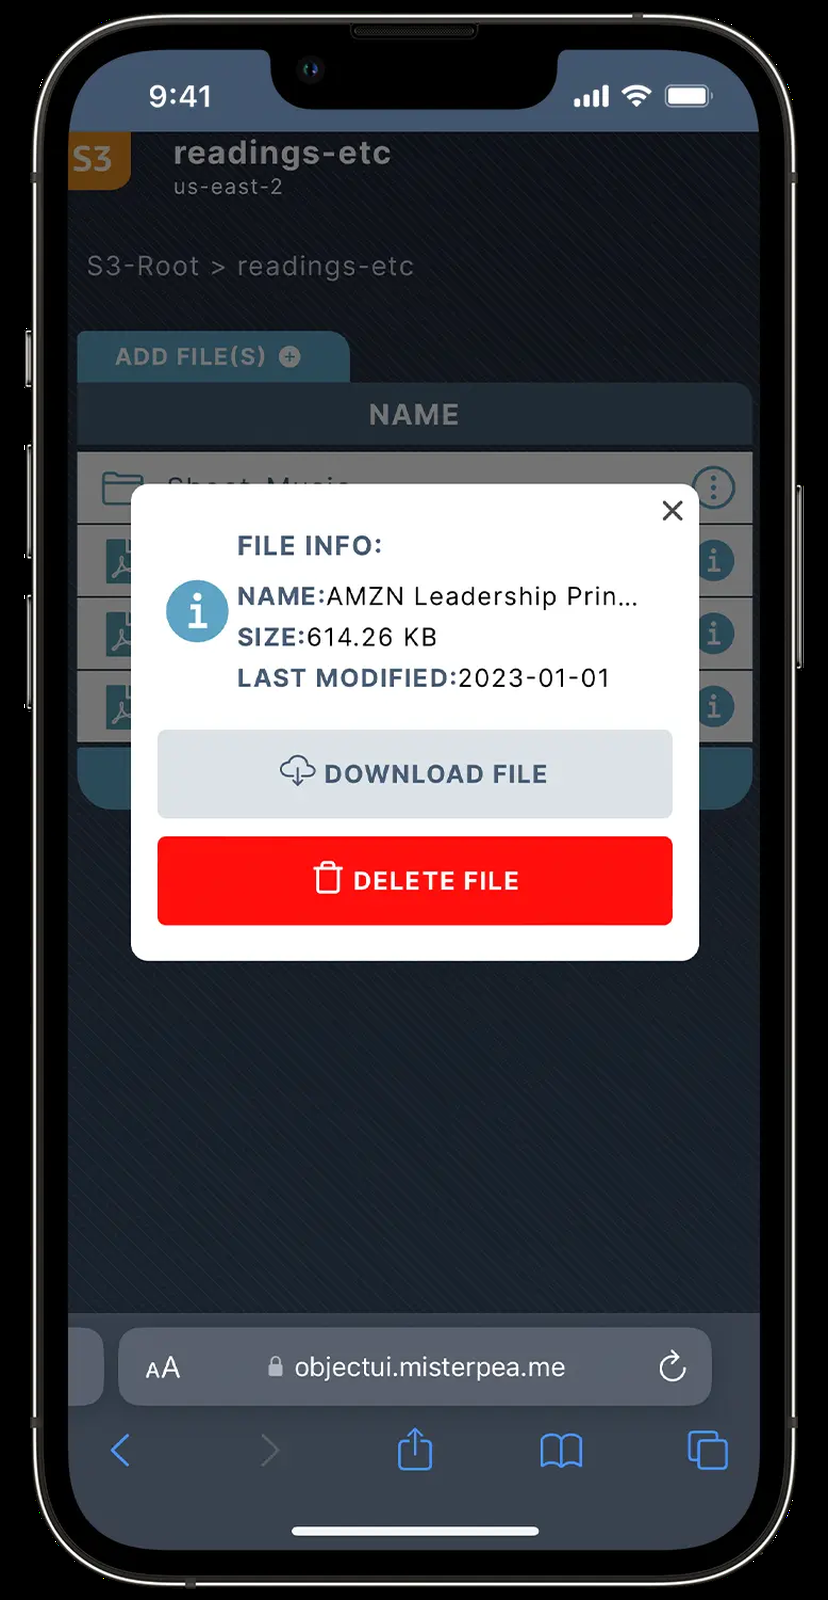 9:41
S3
readings-etc
us-east-2
S3-Root > readings-etc
ADD FILE(S)
NAME
Sheet Music
FILE INFO:
NAME:AMZN Leadership Prin...
SIZE:614.26 KB
LAST MODIFIED:2023-01-01
DOWNLOAD FILE
DELETE FILE
AA
objectui.misterpea.me